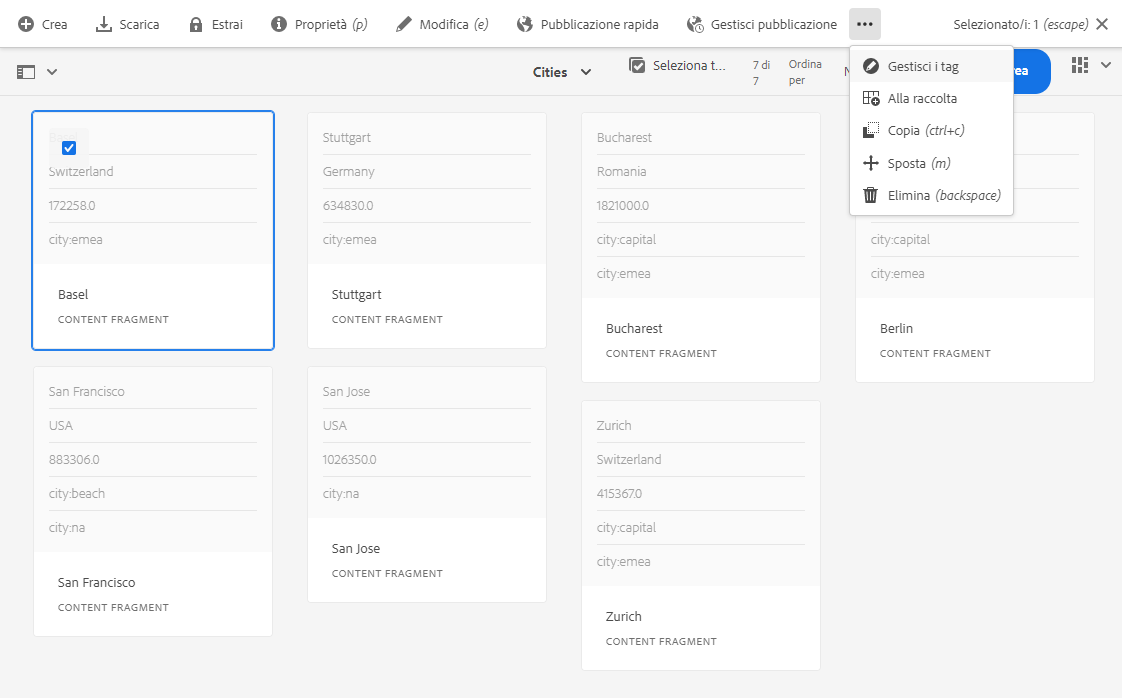 Crea
Scarica
Estrai
Proprietà (p)
Modifica (e)
Pubblicazione rapida
Gestisci pubblicazione
Selezionato/i: 1 (escape)
Cities
Seleziona t...
7 di
7
Ordina
per
N
ea
Gestisci i tag
Alla raccolta
Copia (ctrl+c)
Sposta (m)
Elimina (backspace)
Basel
Switzerland
172258.0
city:emea
Basel
CONTENT FRAGMENT
Stuttgart
Germany
634830.0
city:emea
Stuttgart
CONTENT FRAGMENT
Bucharest
Romania
1821000.0
city:capital
city:emea
Bucharest
CONTENT FRAGMENT
city:capital
city:emea
Berlin
CONTENT FRAGMENT
San Francisco
USA
883306.0
city:beach
city:na
San Francisco
CONTENT FRAGMENT
San Jose
USA
1026350.0
city:na
San Jose
CONTENT FRAGMENT
Zurich
Switzerland
415367.0
city:capital
city:emea
Zurich
CONTENT FRAGMENT